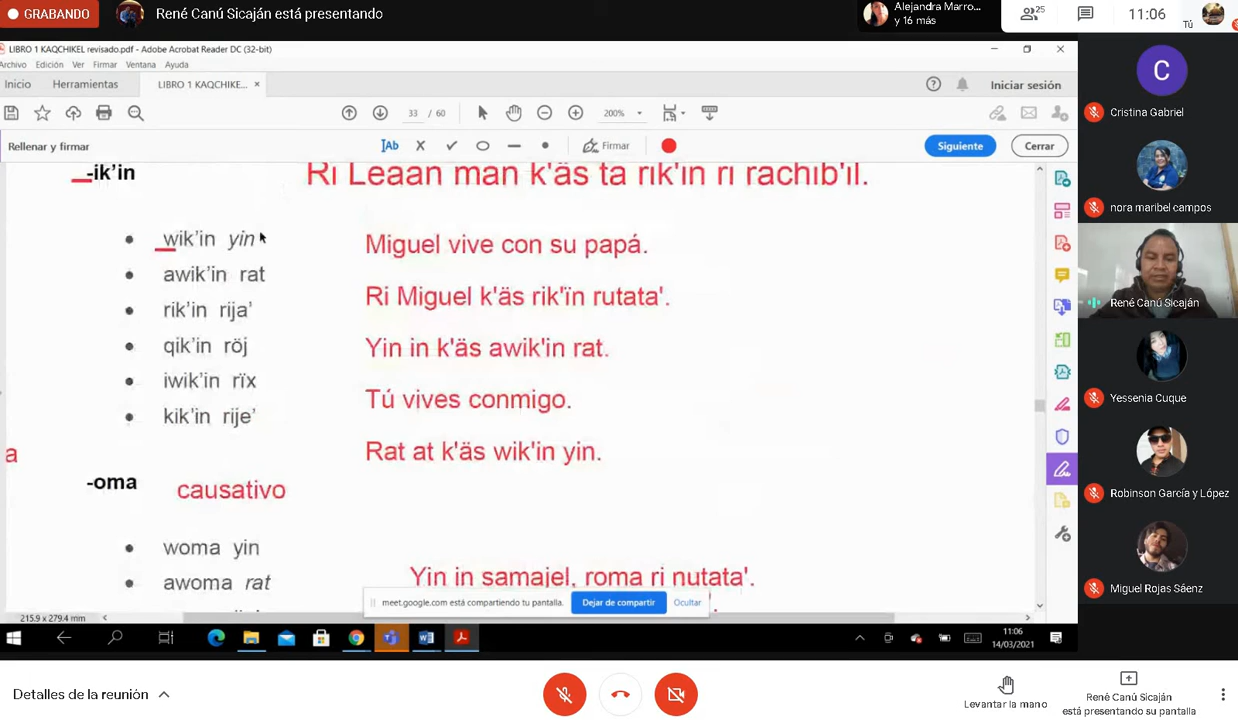 GRABANDO
René Canú Sicaján está presentando
Alejandra Marro...
y 16 más
25
11:06
Tú
LIBRO 1 KAQCHIKEL revisado.pdf - Adobe Acrobat Reader DC (32-bit)
Archivo Edición Ver Firmar Ventana Ayuda
Inicio Herramientas LIBRO 1 KAQCHIKE... × Iniciar sesión
33 / 60 200%
Rellenar y firmar IAb Firmar Siguiente Cerrar
-ik'in
Ri Leaan man k'äs ta rik'in ri rachib'il.
wik'in yin
awik'in rat
rik'in rija'
qik'in röj
iwik'in rïx
kik'in rije'
Miguel vive con su papá.
Ri Miguel k'äs rik'ïn rutata'.
Yin in k'äs awik'in rat.
Tú vives conmigo.
Rat at k'äs wik'in yin.
a
-oma causativo
woma yin
awoma rat
Yin in samajel, roma ri nutata'.
meet.google.com está compartiendo tu pantalla. Dejar de compartir Ocultar
215.9 x 279.4 mm
11:06
14/03/2021
C
Cristina Gabriel
nora maribel campos
René Canú Sicaján
Yessenia Cuque
Robinson García y López
Miguel Rojas Sáenz
Detalles de la reunión
Levantar la mano
René Canú Sicaján
está presentando su pantalla